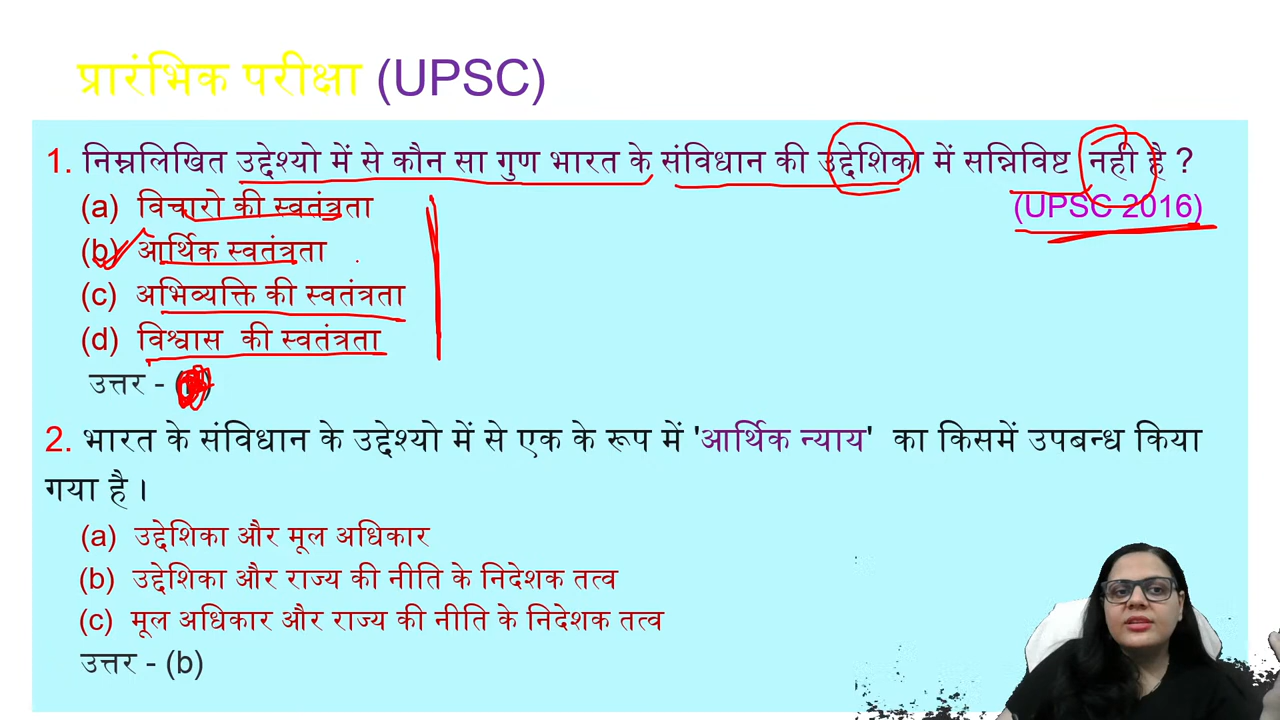 प्रारंभिक परीक्षा (UPSC)
1. निम्नलिखित उद्देश्यो में से कौन सा गुण भारत के संविधान की उद्देशिका में सन्निविष्ट नही है ?
(a) विचारो की स्वतंत्रता
(UPSC 2016)
(b) आर्थिक स्वतंत्रता
(c) अभिव्यक्ति की स्वतंत्रता
(d) विश्वास की स्वतंत्रता
उत्तर -
2. भारत के संविधान के उद्देश्यो में से एक के रूप में 'आर्थिक न्याय' का किसमें उपबन्ध किया
गया है ।
(a) उद्देशिका और मूल अधिकार
(b) उद्देशिका और राज्य की नीति के निदेशक तत्व
(c) मूल अधिकार और राज्य की नीति के निदेशक तत्व
उत्तर - (b)